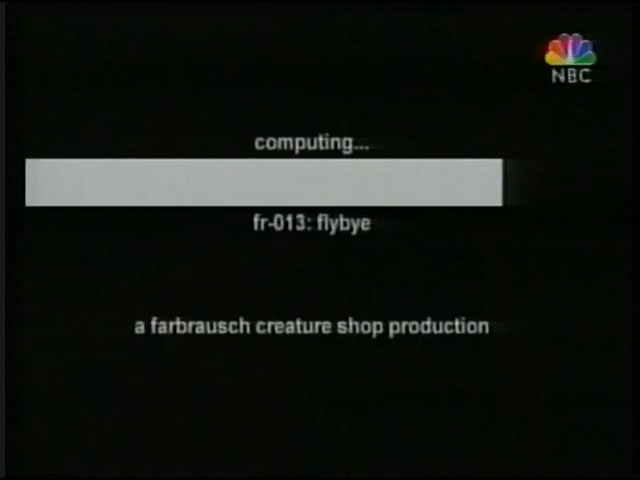 NBC
computing...
fr-013: flybye
a farbrausch creature shop production